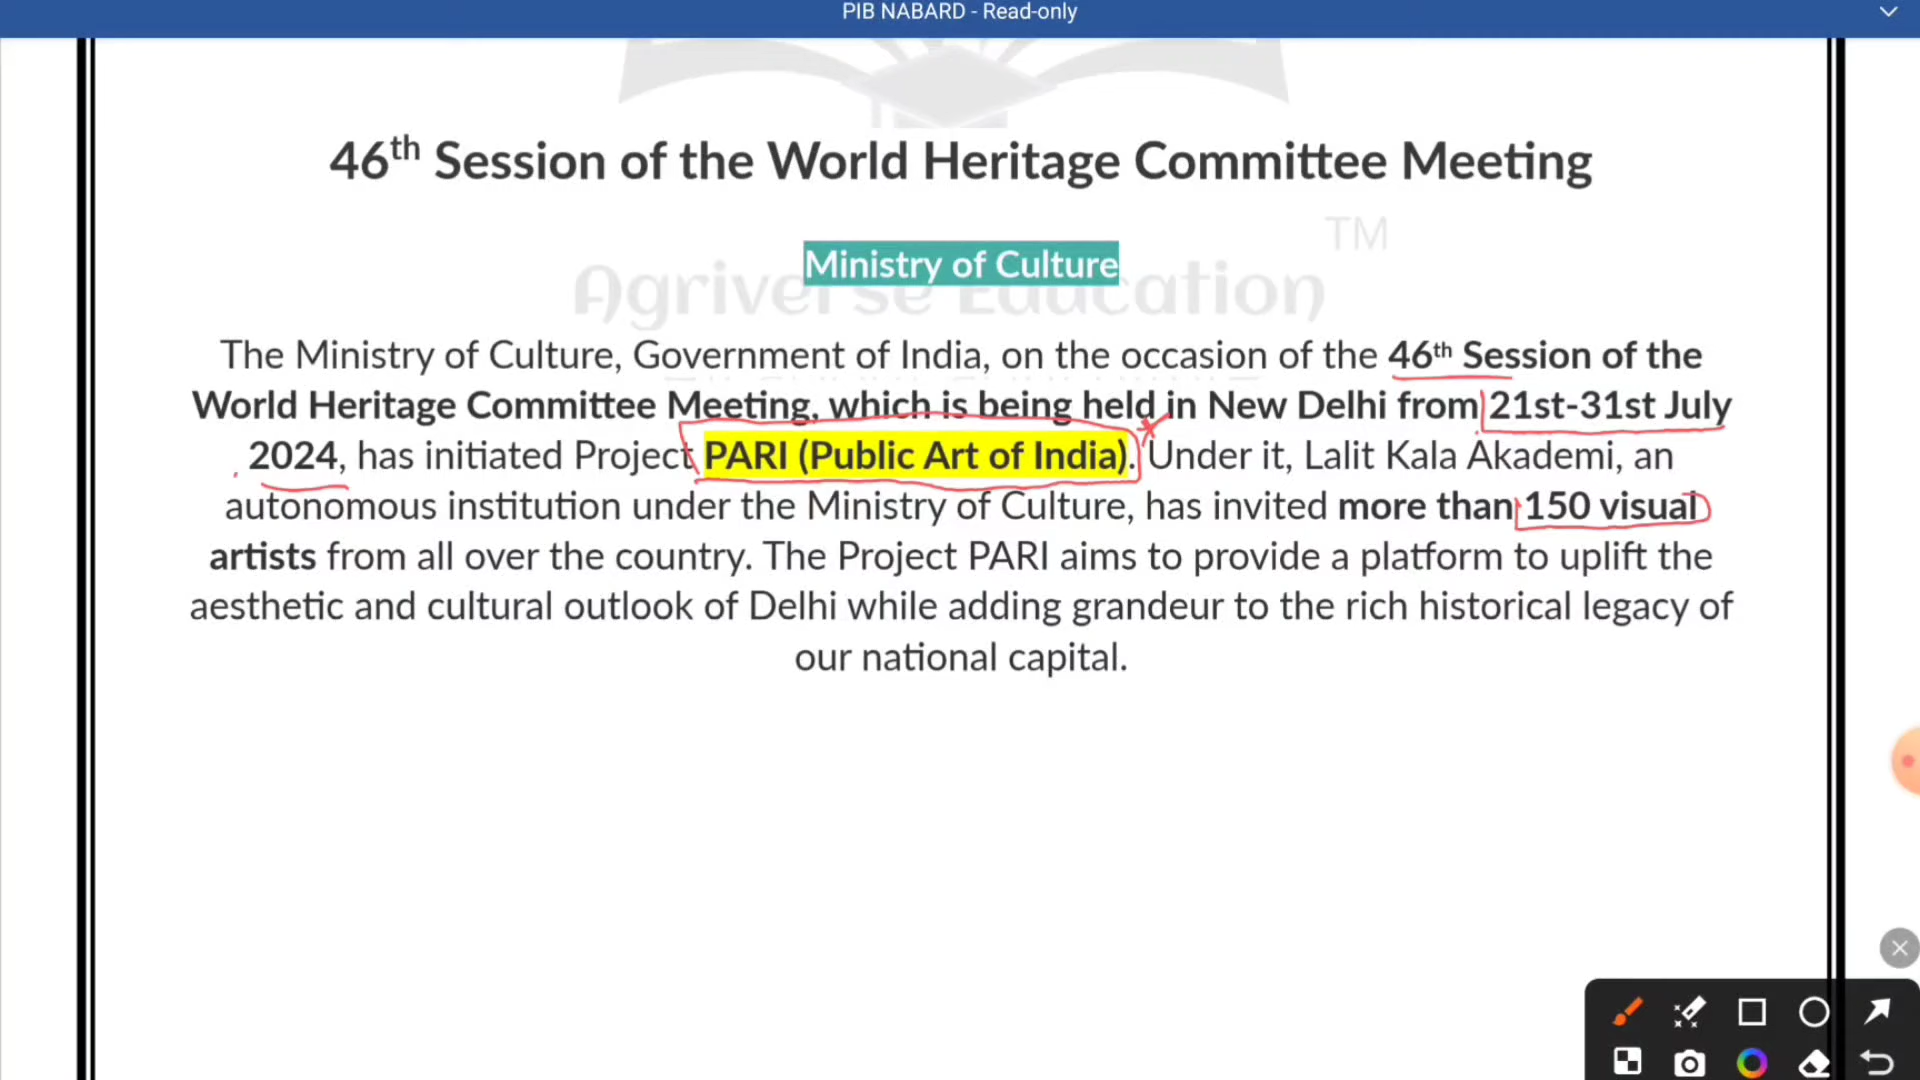 PIB NABARD - Read-only
46th Session of the World Heritage Committee Meeting
TM
Ministry of Culture
Agriverse Education
The Ministry of Culture, Government of India, on the occasion of the 46th Session of the
World Heritage Committee Meeting, which is being held in New Delhi from 21st-31st July
2024, has initiated Project PARI (Public Art of India). Under it, Lalit Kala Akademi, an
autonomous institution under the Ministry of Culture, has invited more than 150 visual
artists from all over the country. The Project PARI aims to provide a platform to uplift the
aesthetic and cultural outlook of Delhi while adding grandeur to the rich historical legacy of
our national capital.